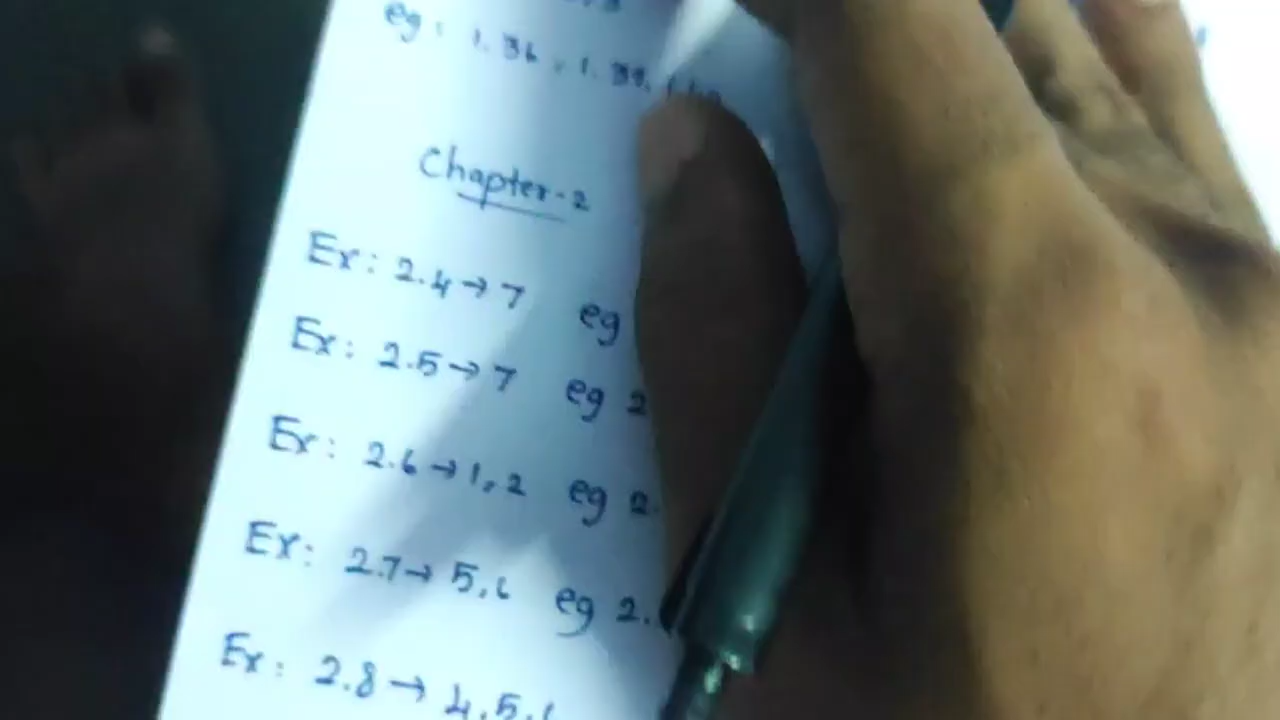 eg: 1.36, 1.39,
Chapter-2
Ex: 2.4→7 eg
Ex: 2.5→7 eg 2
Ex: 2.6→1,2 eg 2.
Ex: 2.7→5,6 eg 2.
Ex: 2.8→4,5,